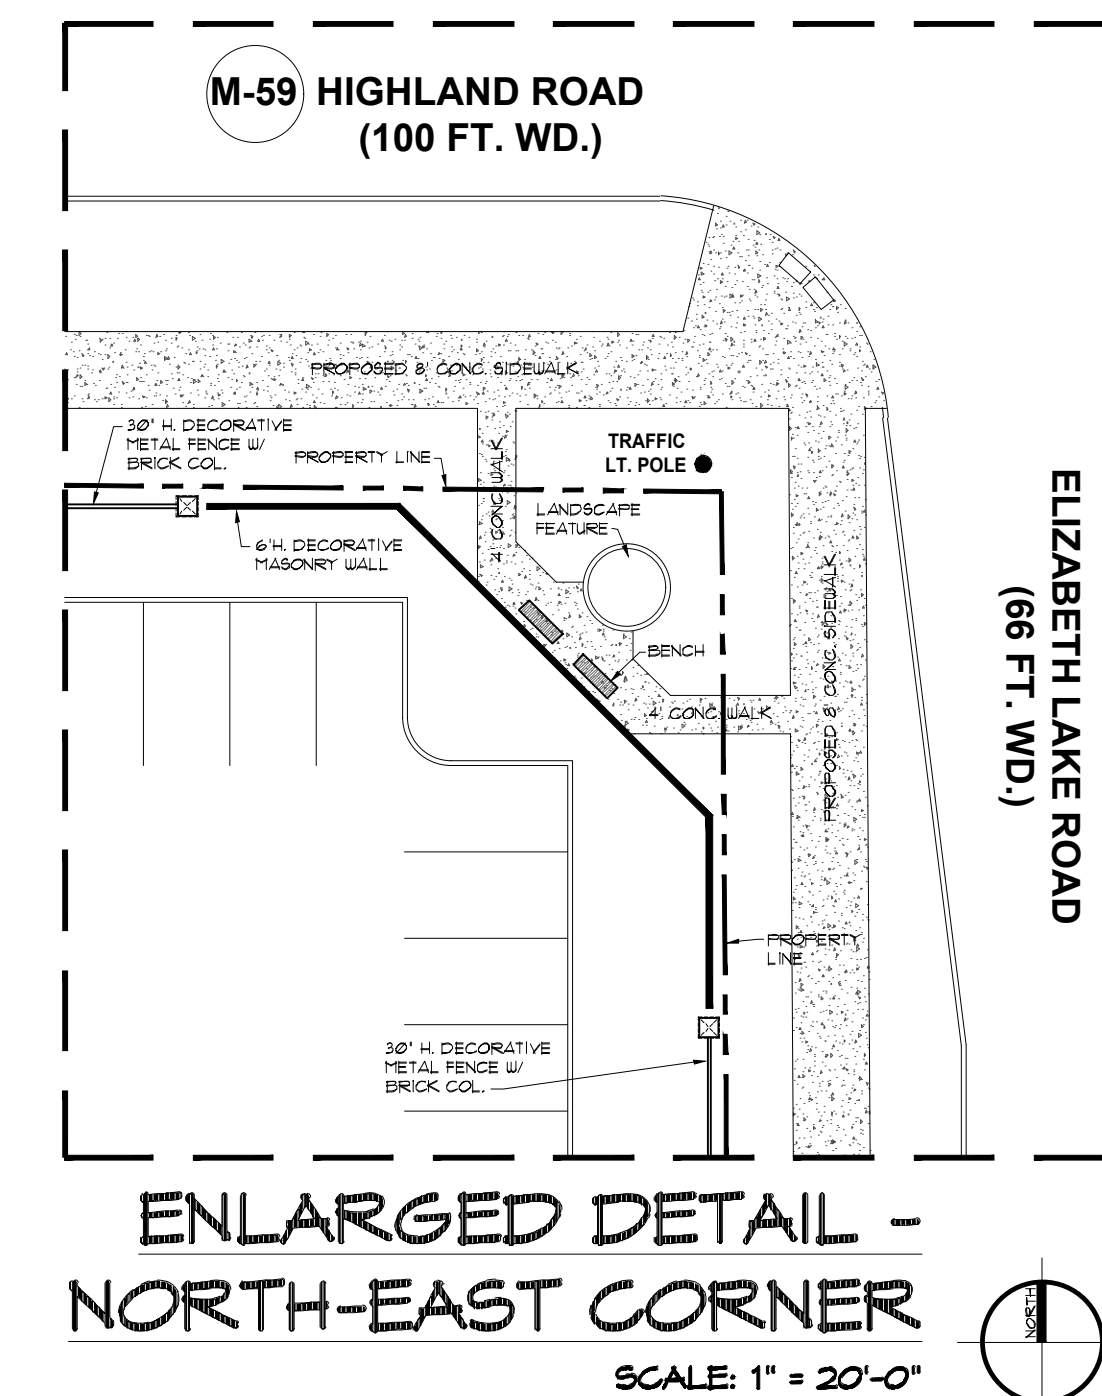 M-59 HIGHLAND ROAD
(100 FT. WD.)
PROPOSED 8' CONC. SIDEWALK
30" H. DECORATIVE
METAL FENCE W/
BRICK COL.
PROPERTY LINE
4' CONC WALK
TRAFFIC
LT. POLE
LANDSCAPE
FEATURE
6'H. DECORATIVE
MASONRY WALL
BENCH
4' CONC. WALK
PROPOSED 8' CONC. SIDEWALK
ELIZABETH LAKE ROAD
(66 FT. WD.)
PROPERTY
LINE
30" H. DECORATIVE
METAL FENCE W/
BRICK COL.
ENLARGED DETAIL -
NORTH-EAST CORNER
NORTH
SCALE: 1" = 20'-0"